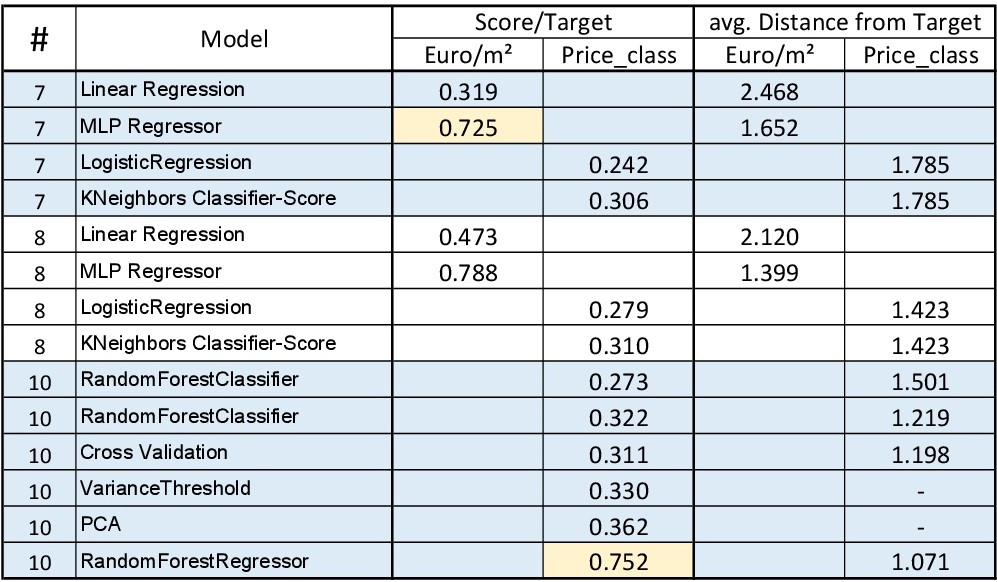 # Model Score/Target avg. Distance from Target
Euro/m² Price_class Euro/m² Price_class
7 Linear Regression 0.319 2.468
7 MLP Regressor 0.725 1.652
7 LogisticRegression 0.242 1.785
7 KNeighbors Classifier-Score 0.306 1.785
8 Linear Regression 0.473 2.120
8 MLP Regressor 0.788 1.399
8 LogisticRegression 0.279 1.423
8 KNeighbors Classifier-Score 0.310 1.423
10 RandomForestClassifier 0.273 1.501
10 RandomForestClassifier 0.322 1.219
10 Cross Validation 0.311 1.198
10 VarianceThreshold 0.330 -
10 PCA 0.362 -
10 RandomForestRegressor 0.752 1.071